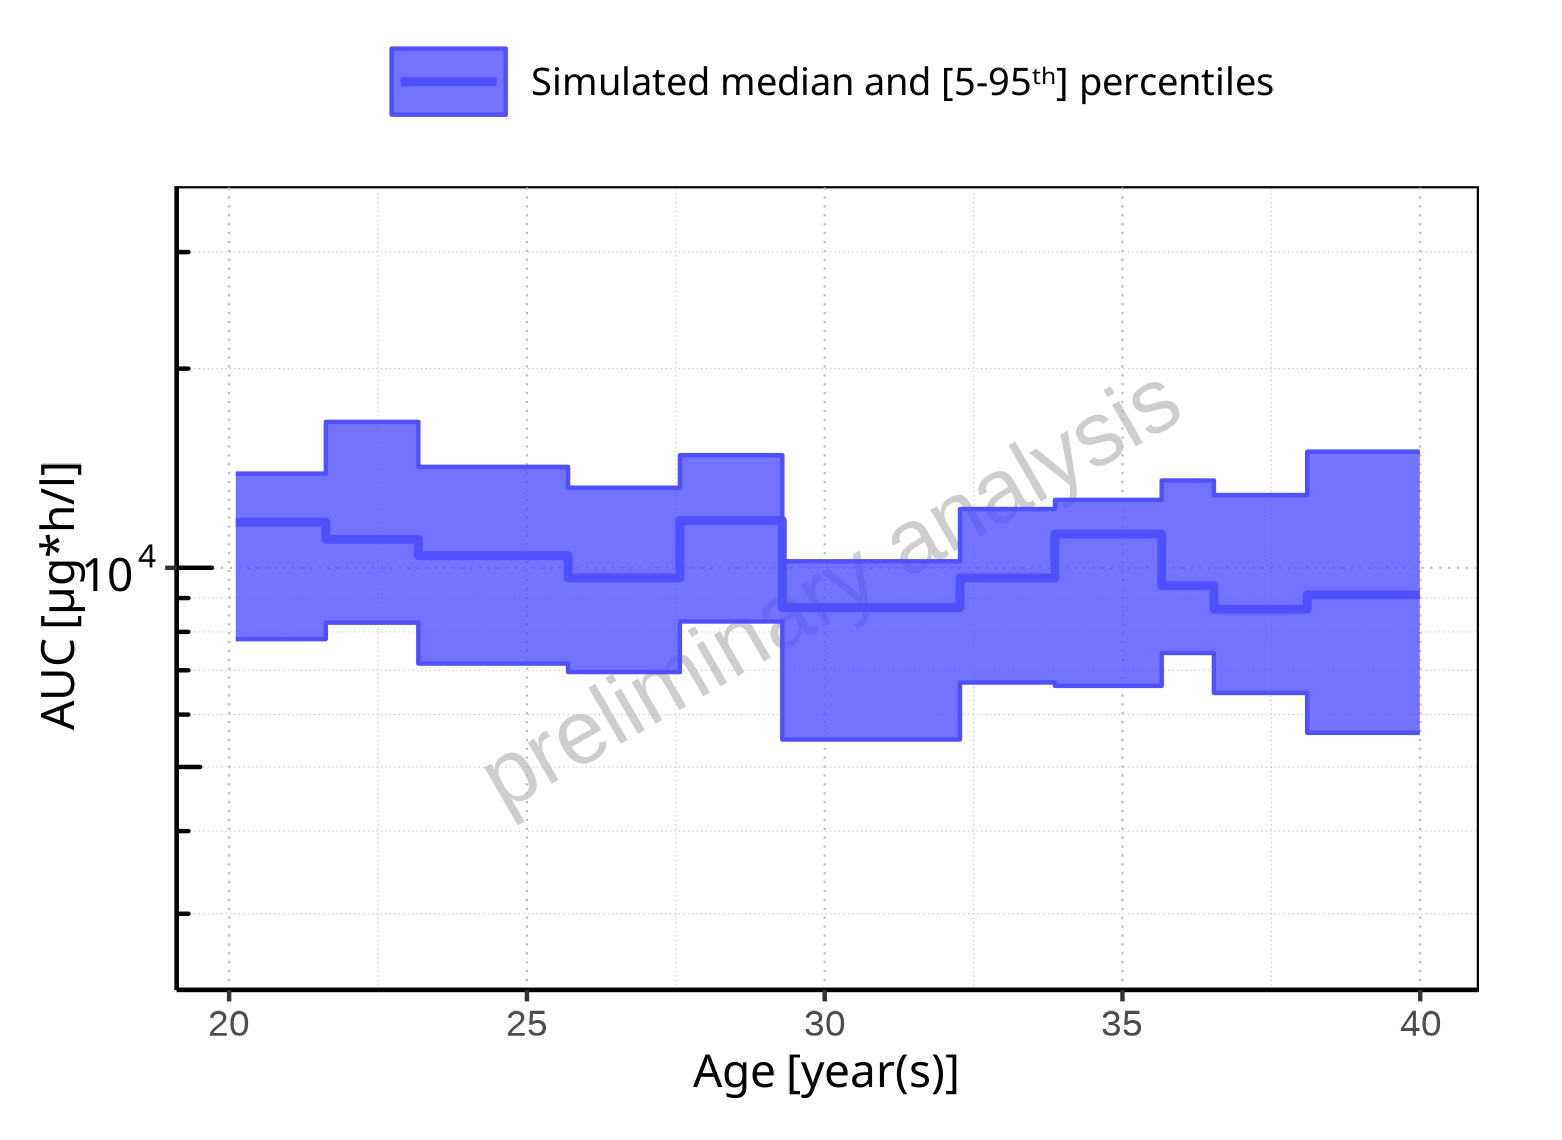 Simulated median and [5-95ᵗʰ] percentiles
AUC [µg*h/l]
10⁴
preliminary analysis
20 25 30 35 40
Age [year(s)]